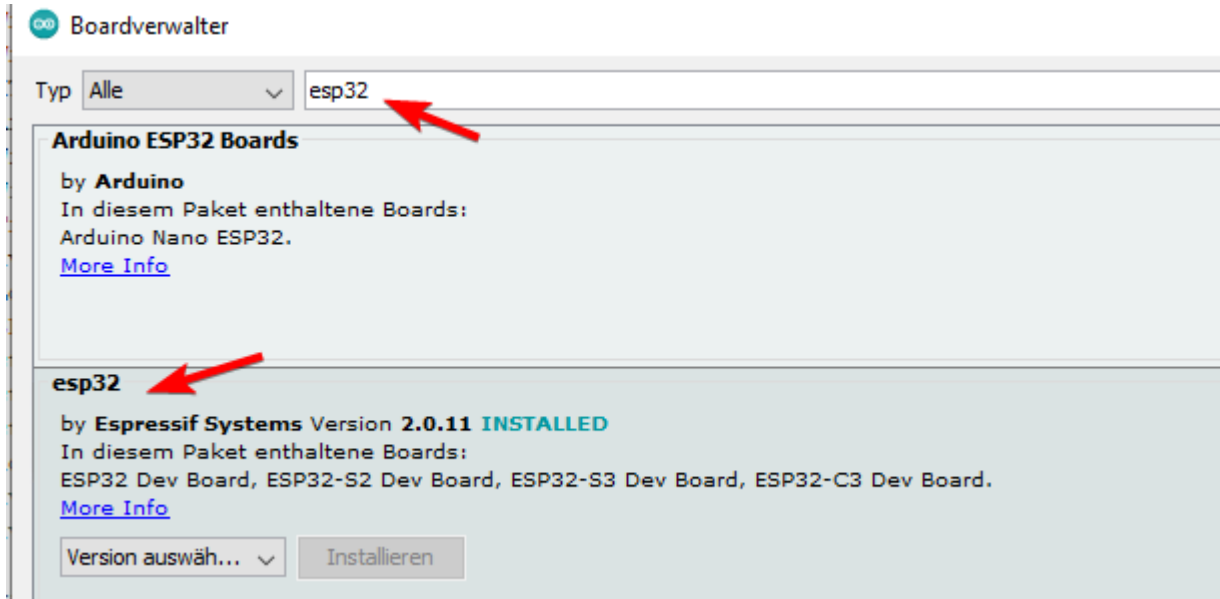 Boardverwalter
Typ Alle esp32
Arduino ESP32 Boards
by Arduino
In diesem Paket enthaltene Boards:
Arduino Nano ESP32.
More Info
esp32
by Espressif Systems Version 2.0.11 INSTALLED
In diesem Paket enthaltene Boards:
ESP32 Dev Board, ESP32-S2 Dev Board, ESP32-S3 Dev Board, ESP32-C3 Dev Board.
More Info
Version auswäh... Installieren